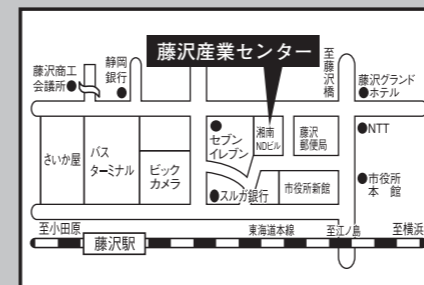 藤沢産業センター
藤沢商工
会議所
静岡
銀行
至藤沢橋
藤沢グランド
ホテル
セブン
イレブン
湘南
NDビル
藤沢
郵便局
NTT
さいか屋
バス
ターミナル
ビック
カメラ
スルガ銀行
市役所新館
市役所
本館
至小田原
藤沢駅
東海道本線
至江ノ島
至横浜